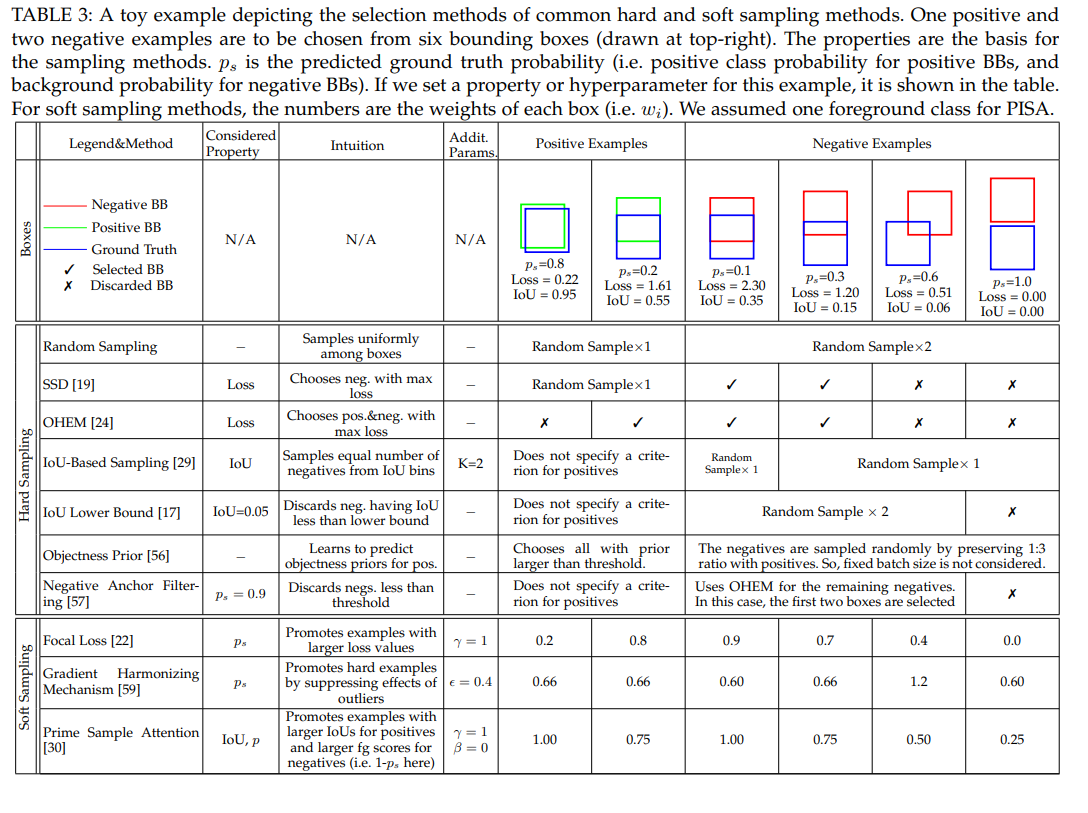 TABLE 3: A toy example depicting the selection methods of common hard and soft sampling methods. One positive and
two negative examples are to be chosen from six bounding boxes (drawn at top-right). The properties are the basis for
the sampling methods. pₛ is the predicted ground truth probability (i.e. positive class probability for positive BBs, and
background probability for negative BBs). If we set a property or hyperparameter for this example, it is shown in the table.
For soft sampling methods, the numbers are the weights of each box (i.e. wᵢ). We assumed one foreground class for PISA.
Legend&Method
Considered
Property
Intuition
Addit.
Params.
Positive Examples
Negative Examples
Boxes
Negative BB
Positive BB
Ground Truth
✓ Selected BB
✗ Discarded BB
N/A
N/A
N/A
pₛ=0.8
Loss = 0.22
IoU = 0.95
pₛ=0.2
Loss = 1.61
IoU = 0.55
pₛ=0.1
Loss = 2.30
IoU = 0.35
pₛ=0.3
Loss = 1.20
IoU = 0.15
pₛ=0.6
Loss = 0.51
IoU = 0.06
pₛ=1.0
Loss = 0.00
IoU = 0.00
Hard Sampling
Random Sampling
–
Samples uniformly
among boxes
–
Random Sample×1
Random Sample×2
SSD [19]
Loss
Chooses neg. with max
loss
–
Random Sample×1
✓
✓
✗
✗
OHEM [24]
Loss
Chooses pos.&neg. with
max loss
–
✗
✓
✓
✓
✗
✗
IoU-Based Sampling [29]
IoU
Samples equal number of
negatives from IoU bins
K=2
Does not specify a crite-
rion for positives
Random
Sample× 1
Random Sample× 1
IoU Lower Bound [17]
IoU=0.05
Discards neg. having IoU
less than lower bound
–
Does not specify a crite-
rion for positives
Random Sample × 2
✗
Objectness Prior [56]
–
Learns to predict
objectness priors for pos.
–
Chooses all with prior
larger than threshold.
The negatives are sampled randomly by preserving 1:3
ratio with positives. So, fixed batch size is not considered.
Negative Anchor Filter-
ing [57]
pₛ = 0.9
Discards negs. less than
threshold
–
Does not specify a crite-
rion for positives
Uses OHEM for the remaining negatives.
In this case, the first two boxes are selected
✗
Soft Sampling
Focal Loss [22]
pₛ
Promotes examples with
larger loss values
γ = 1
0.2
0.8
0.9
0.7
0.4
0.0
Gradient Harmonizing
Mechanism [59]
pₛ
Promotes hard examples
by suppressing effects of
outliers
ϵ = 0.4
0.66
0.66
0.60
0.66
1.2
0.60
Prime Sample Attention
[30]
IoU, p
Promotes examples with
larger IoUs for positives
and larger fg scores for
negatives (i.e. 1-pₛ here)
γ = 1
β = 0
1.00
0.75
1.00
0.75
0.50
0.25